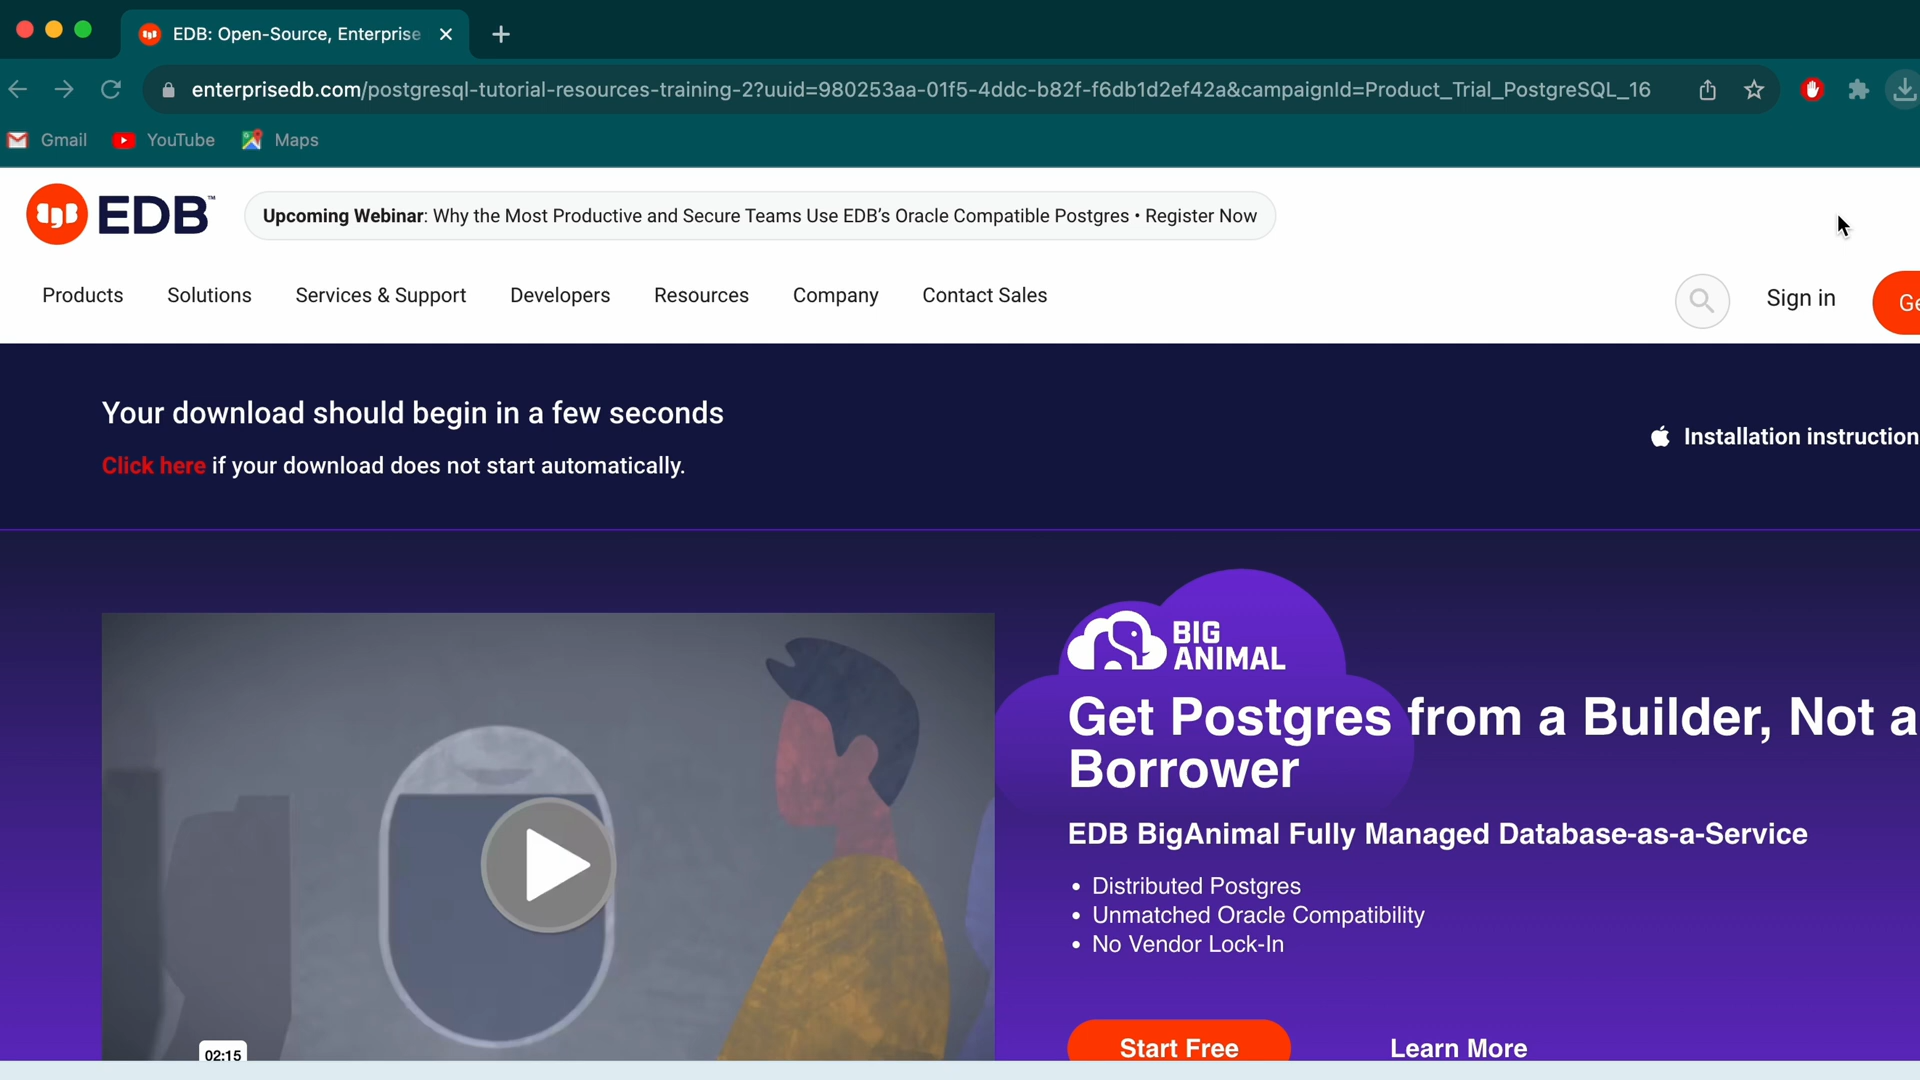 EDB: Open-Source, Enterprise
enterprisedb.com/postgresql-tutorial-resources-training-2?uuid=980253aa-01f5-4ddc-b82f-f6db1d2ef42a&campaignId=Product_Trial_PostgreSQL_16
Gmail YouTube Maps
EDB™ Upcoming Webinar: Why the Most Productive and Secure Teams Use EDB’s Oracle Compatible Postgres • Register Now
Products Solutions Services & Support Developers Resources Company Contact Sales Sign in Ge
Your download should begin in a few seconds
Installation instruction
Click here if your download does not start automatically.
BIG
ANIMAL
Get Postgres from a Builder, Not a
Borrower
EDB BigAnimal Fully Managed Database-as-a-Service
• Distributed Postgres
• Unmatched Oracle Compatibility
• No Vendor Lock-In
Start Free Learn More
02:15